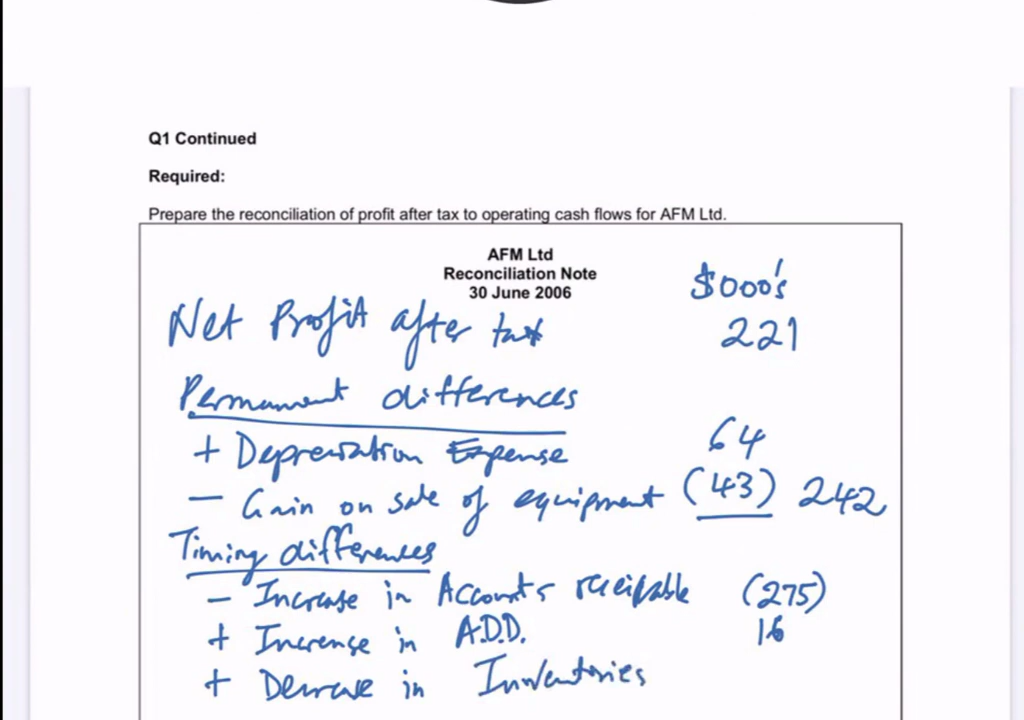 Q1 Continued
Required:
Prepare the reconciliation of profit after tax to operating cash flows for AFM Ltd.
AFM Ltd
Reconciliation Note
30 June 2006
$000's
Net Profit after tax 221
Permanent differences
+ Depreciation Expense 64
- Gain on sale of equipment (43) 242
Timing differences
- Increase in Accounts receivable (275)
+ Increase in A.D.D. 16
+ Decrease in Inventories